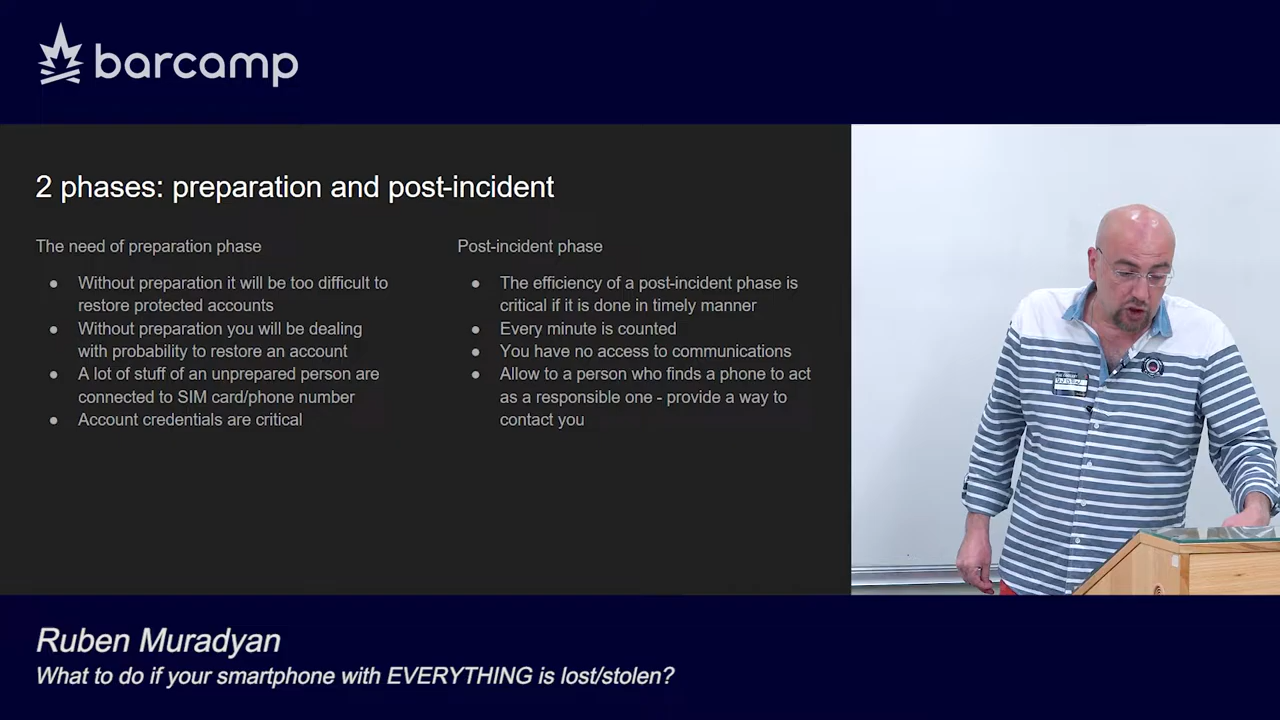 barcamp
2 phases: preparation and post-incident
The need of preparation phase
● Without preparation it will be too difficult to
restore protected accounts
● Without preparation you will be dealing
with probability to restore an account
● A lot of stuff of an unprepared person are
connected to SIM card/phone number
● Account credentials are critical
Post-incident phase
● The efficiency of a post-incident phase is
critical if it is done in timely manner
● Every minute is counted
● You have no access to communications
● Allow to a person who finds a phone to act
as a responsible one - provide a way to
contact you
Ruben Muradyan
What to do if your smartphone with EVERYTHING is lost/stolen?